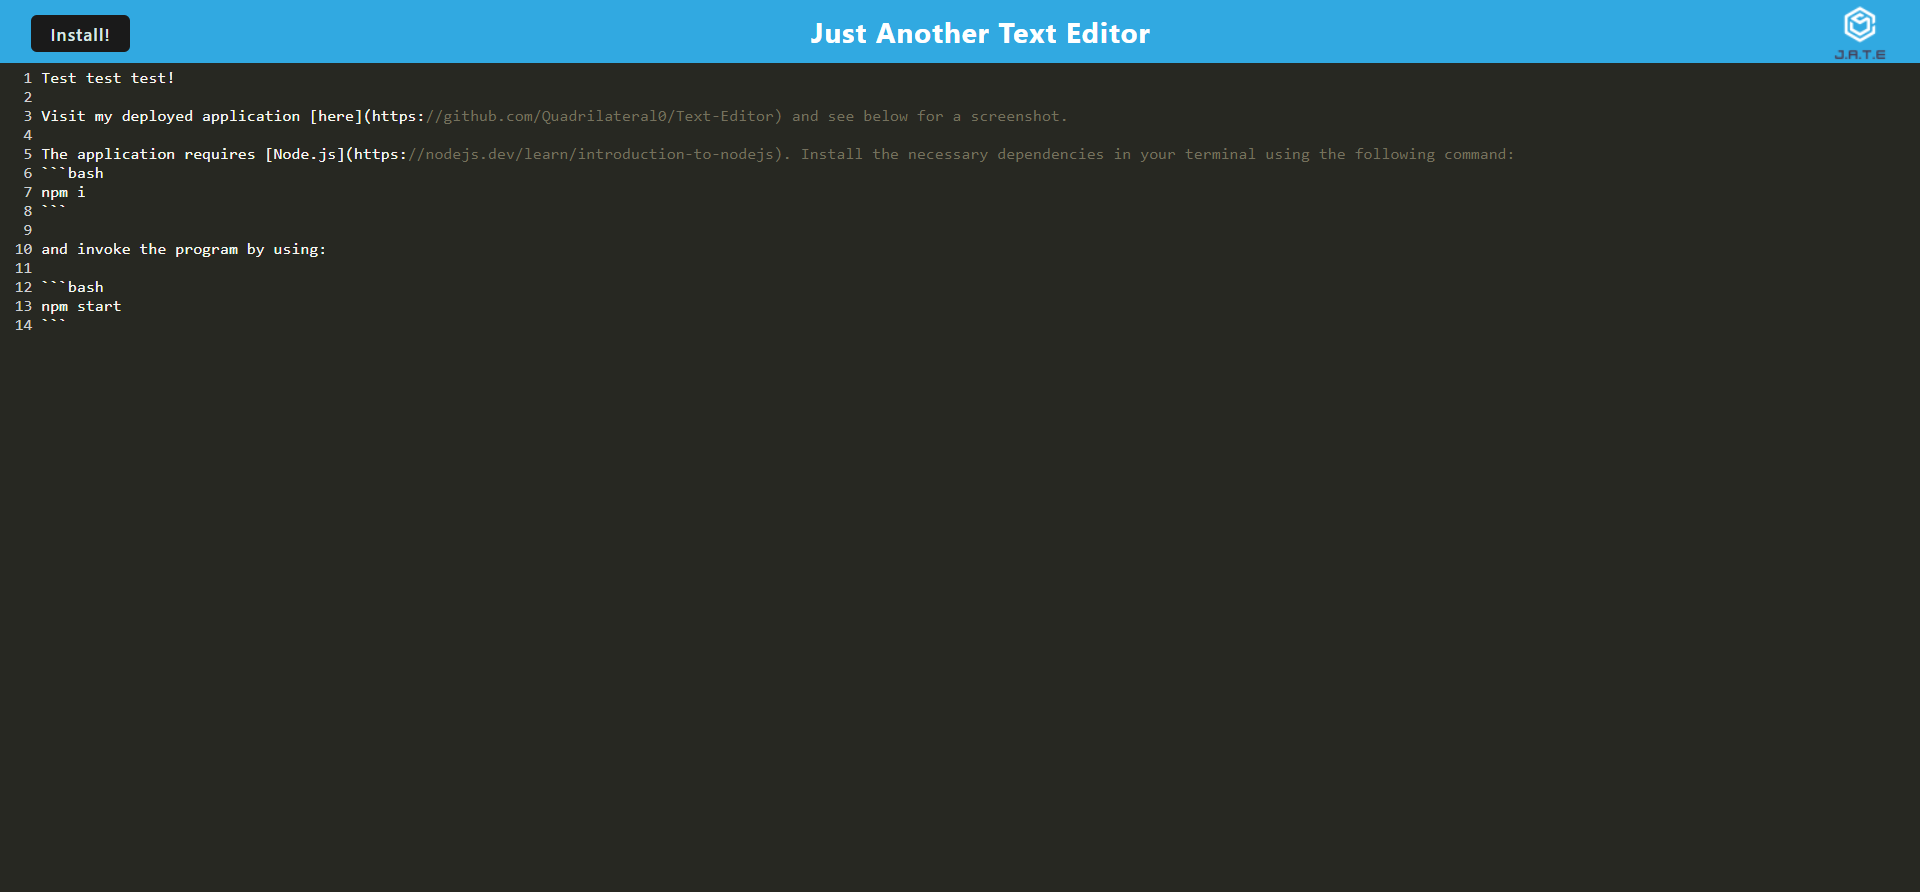 Install!
Just Another Text Editor
J.A.T.E
1 Test test test!
2
3 Visit my deployed application [here](https://github.com/Quadrilateral0/Text-Editor) and see below for a screenshot.
4
5 The application requires [Node.js](https://nodejs.dev/learn/introduction-to-nodejs). Install the necessary dependencies in your terminal using the following command:
6 ```bash
7 npm i
8 ```
9
10 and invoke the program by using:
11
12 ```bash
13 npm start
14 ```